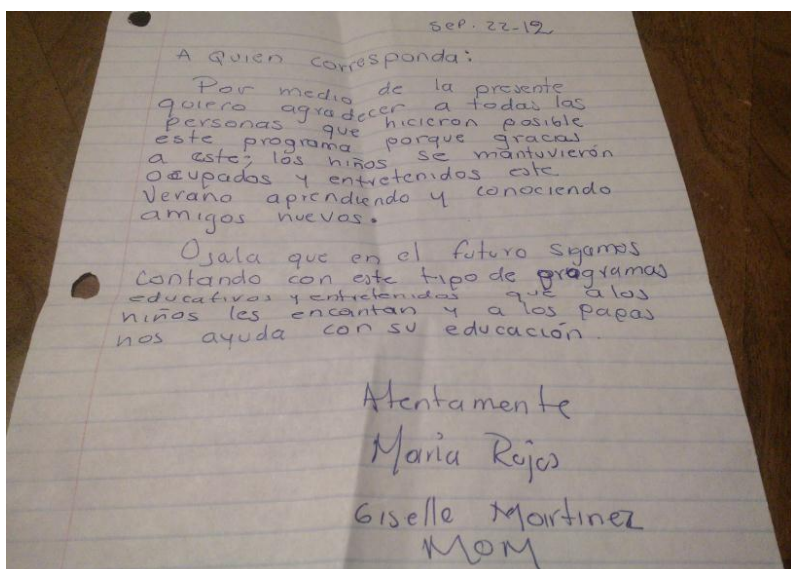 Sep. 22-12
A Quien corresponda:
Por medio de la presente
quiero agradecer a todas las
personas que hicieron posible
este programa porque gracias
a este; los niños se mantuvierón
ocupados y entretenidos este
Verano aprendiendo y conociendo
amigos nuevos.
Ojala que en el futuro sigamos
contando con este tipo de programas
educativos y entretenidos que a los
niños les encantan y a los papas
nos ayuda con su educación.
Atentamente
Maria Rojas
Giselle Martinez
MOM